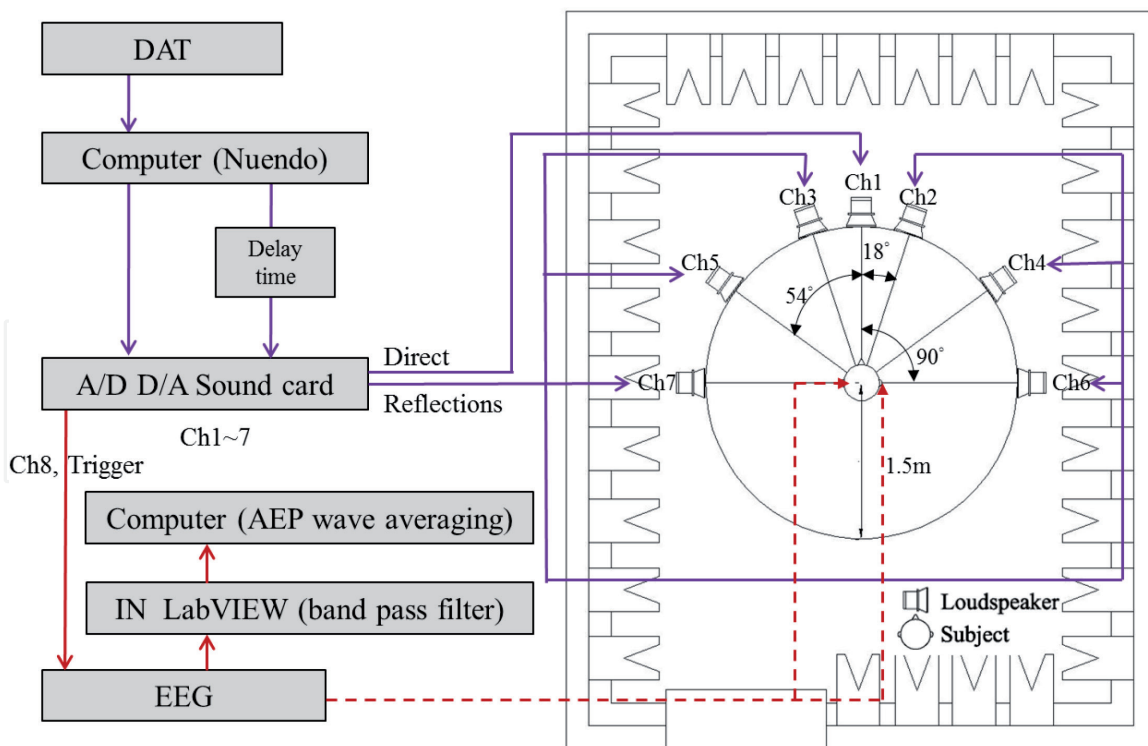 DAT
Computer (Nuendo)
Delay
time
A/D D/A Sound card
Direct
Reflections
Ch1~7
Ch8, Trigger
Computer (AEP wave averaging)
IN LabVIEW (band pass filter)
EEG
Ch1
Ch3
Ch2
Ch5
Ch4
18°
54°
90°
Ch7
Ch6
1.5m
Loudspeaker
Subject